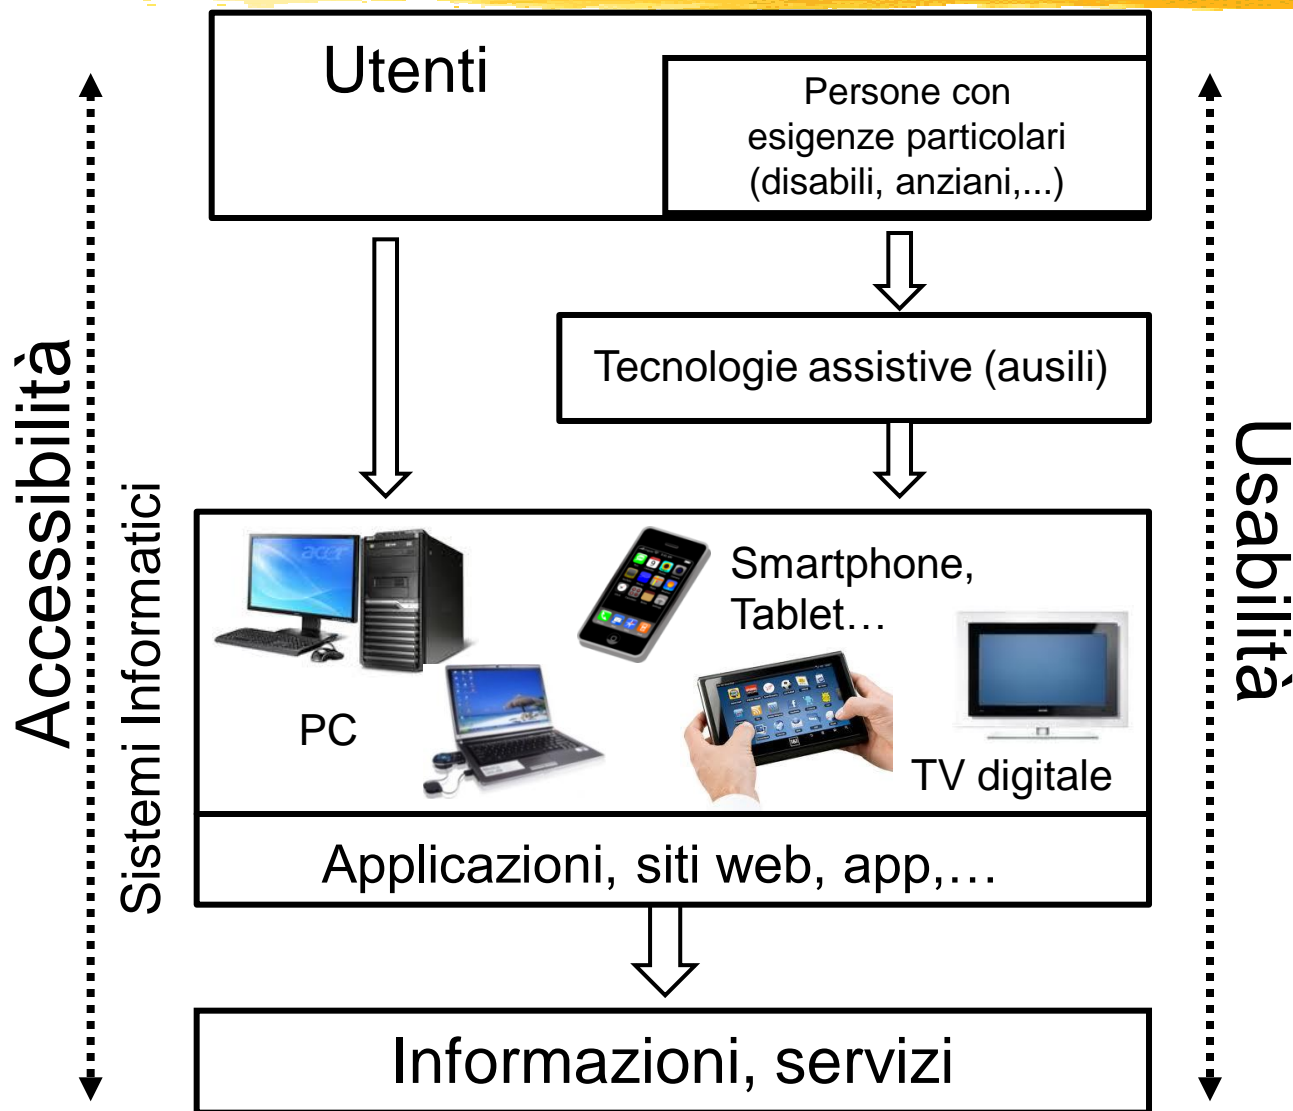 Utenti
Persone con
esigenze particolari
(disabili, anziani,...)
Tecnologie assistive (ausili)
Accessibilità
Sistemi Informatici
Usabilità
acer
Smartphone,
Tablet…
PC
TV digitale
Applicazioni, siti web, app,…
Informazioni, servizi